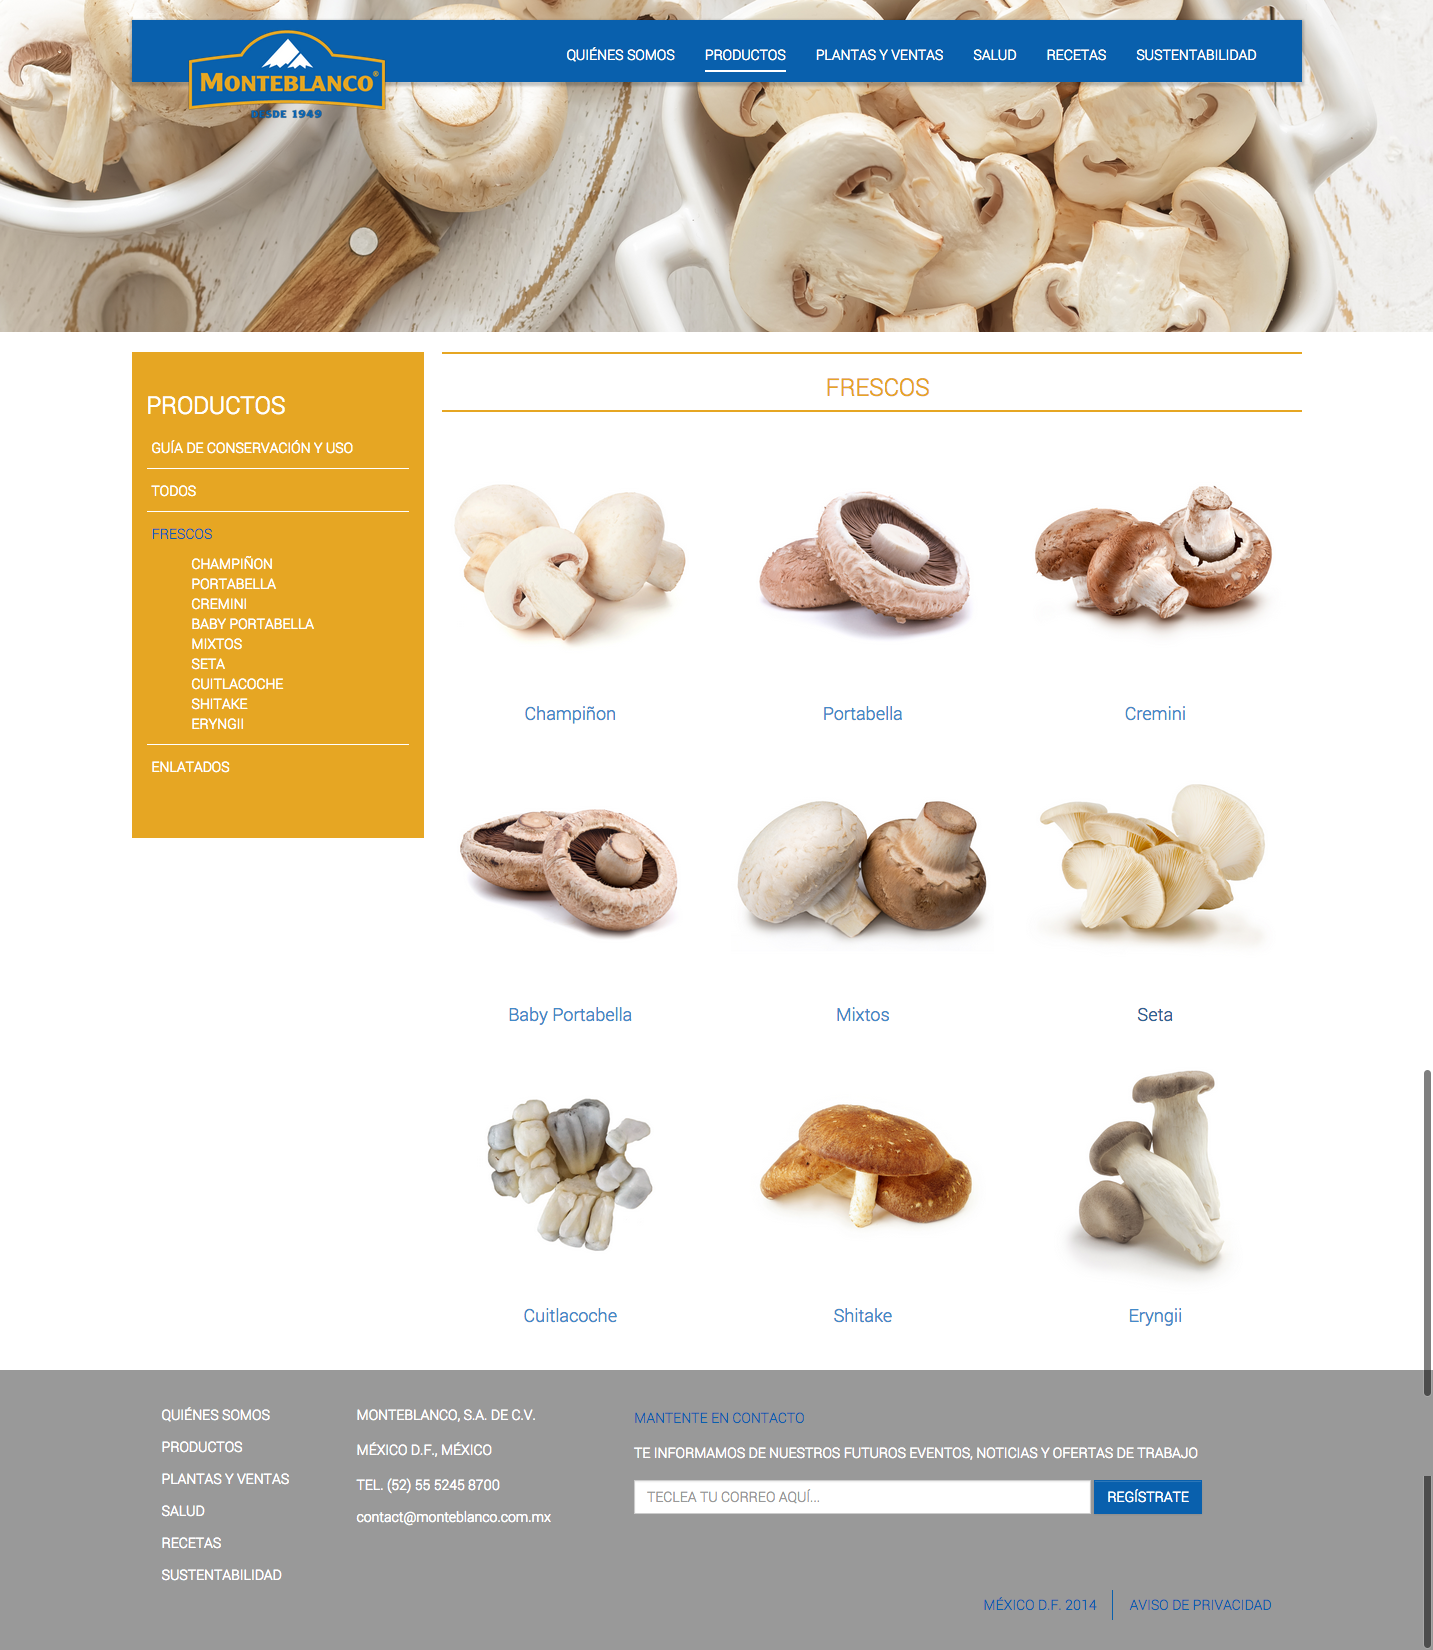 MONTEBLANCO®
DESDE 1949
QUIÉNES SOMOS
PRODUCTOS
PLANTAS Y VENTAS
SALUD
RECETAS
SUSTENTABILIDAD
PRODUCTOS
GUÍA DE CONSERVACIÓN Y USO
TODOS
FRESCOS
CHAMPIÑON
PORTABELLA
CREMINI
BABY PORTABELLA
MIXTOS
SETA
CUITLACOCHE
SHITAKE
ERYNGII
ENLATADOS
FRESCOS
Champiñon
Portabella
Cremini
Baby Portabella
Mixtos
Seta
Cuitlacoche
Shitake
Eryngii
QUIÉNES SOMOS
PRODUCTOS
PLANTAS Y VENTAS
SALUD
RECETAS
SUSTENTABILIDAD
MONTEBLANCO, S.A. DE C.V.
MÉXICO D.F., MÉXICO
TEL. (52) 55 5245 8700
contact@monteblanco.com.mx
MANTENTE EN CONTACTO
TE INFORMAMOS DE NUESTROS FUTUROS EVENTOS, NOTICIAS Y OFERTAS DE TRABAJO
TECLEA TU CORREO AQUÍ...
REGÍSTRATE
MÉXICO D.F. 2014
AVISO DE PRIVACIDAD